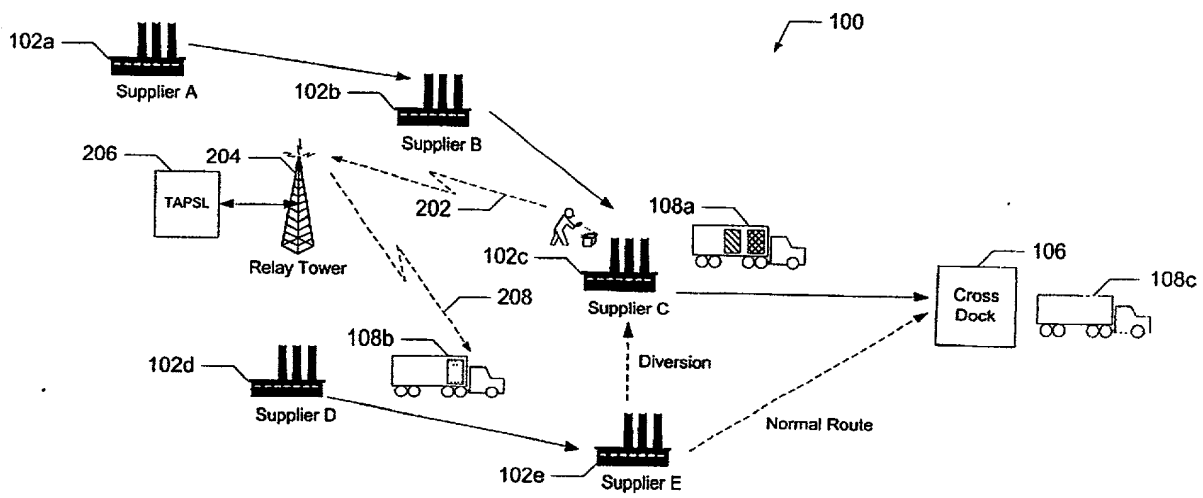 100
102a
Supplier A
102b
Supplier B
206
204
TAPSL
Relay Tower
202
108a
102c
Supplier C
106
Cross
Dock
108c
208
108b
102d
Supplier D
Diversion
Normal Route
102e
Supplier E